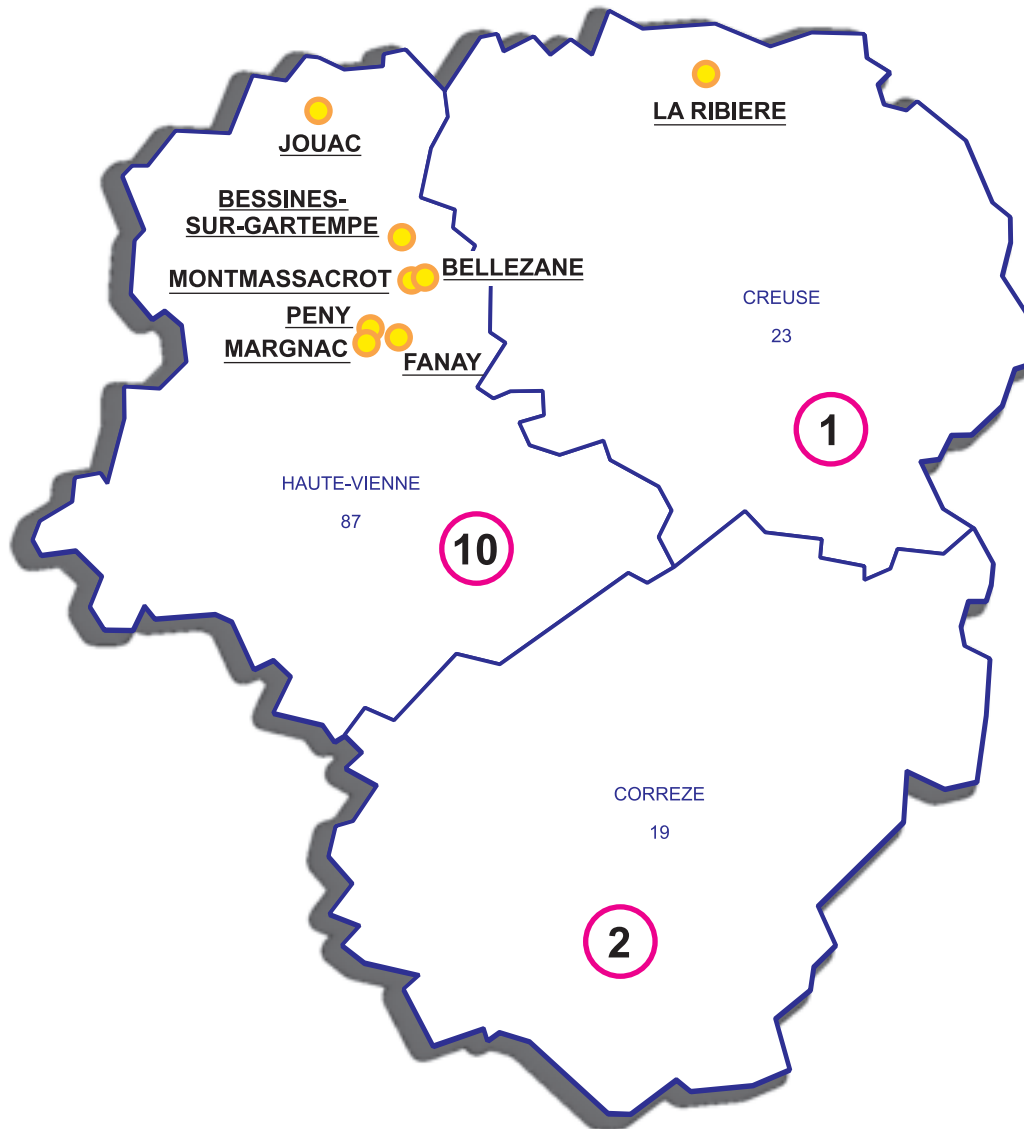 LA RIBIERE
JOUAC
BESSINES-
SUR-GARTEMPE
BELLEZANE
MONTMASSACROT
CREUSE
23
PENY
MARGNAC
FANAY
1
HAUTE-VIENNE
87
10
CORREZE
19
2